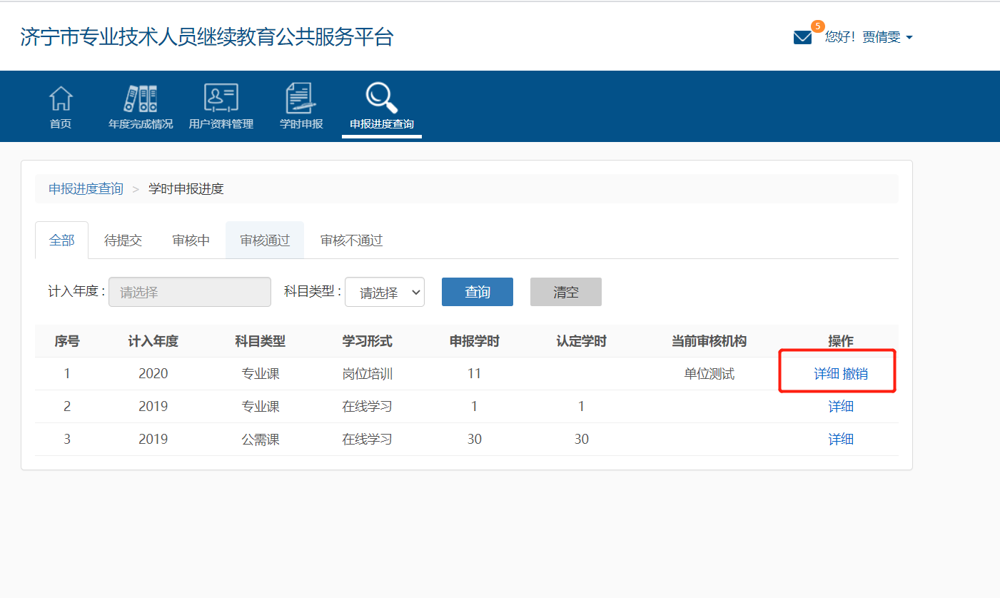 济宁市专业技术人员继续教育公共服务平台
5
您好！贾倩雯
首页 年度完成情况 用户资料管理 学时申报 申报进度查询
申报进度查询 > 学时申报进度
全部 待提交 审核中 审核通过 审核不通过
计入年度： 请选择 科目类型： 请选择 查询 清空
序号 计入年度 科目类型 学习形式 申报学时 认定学时 当前审核机构 操作
1 2020 专业课 岗位培训 11 单位测试 详细 撤销
2 2019 专业课 在线学习 1 1 详细
3 2019 公需课 在线学习 30 30 详细